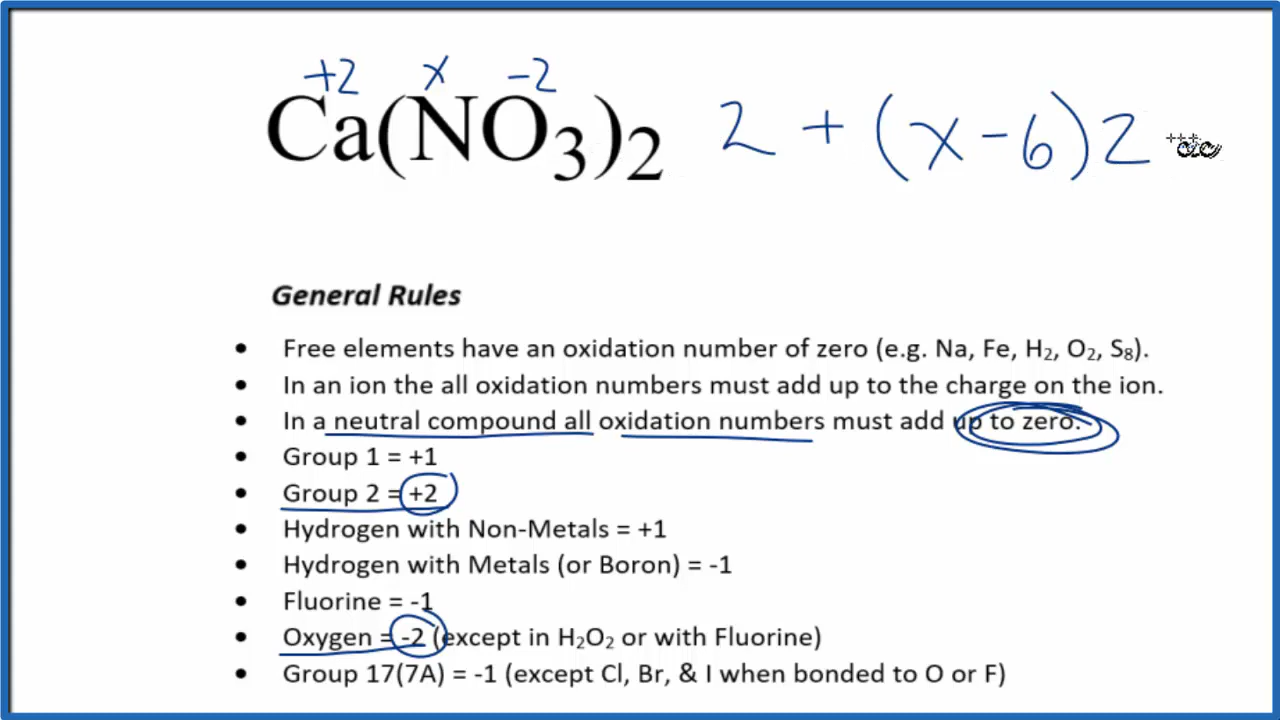 +2 x -2
Ca(NO₃)₂ 2 + (x - 6)2
General Rules
• Free elements have an oxidation number of zero (e.g. Na, Fe, H₂, O₂, S₈).
• In an ion the all oxidation numbers must add up to the charge on the ion.
• In a neutral compound all oxidation numbers must add up to zero.
• Group 1 = +1
• Group 2 = +2
• Hydrogen with Non-Metals = +1
• Hydrogen with Metals (or Boron) = -1
• Fluorine = -1
• Oxygen = -2 (except in H₂O₂ or with Fluorine)
• Group 17(7A) = -1 (except Cl, Br, & I when bonded to O or F)